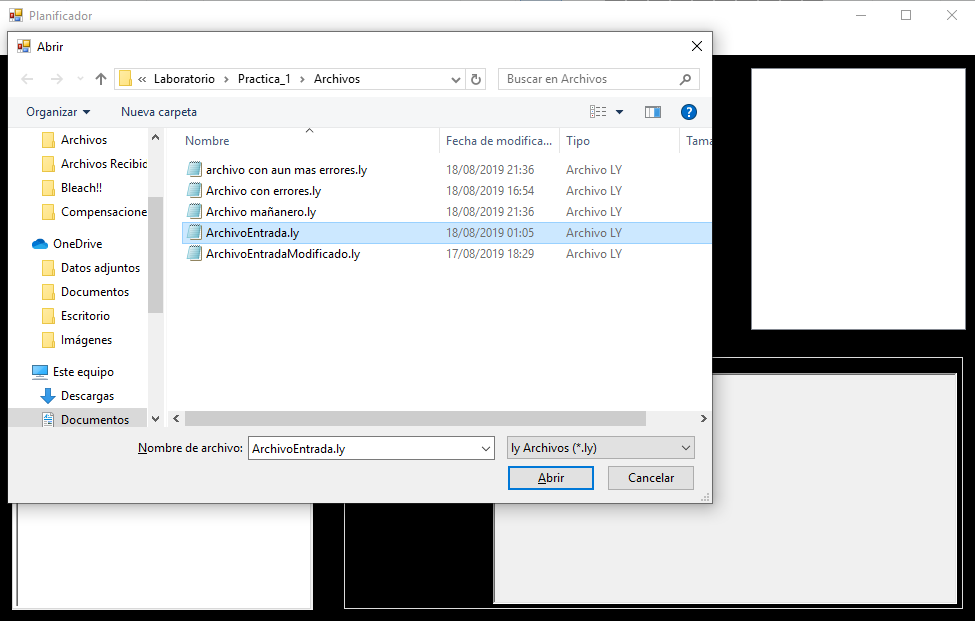 Planificador
Abrir
« Laboratorio › Practica_1 › Archivos
Buscar en Archivos
Organizar Nueva carpeta
Archivos
Archivos Recibid
Bleach!!
Compensacione
OneDrive
Datos adjuntos
Documentos
Escritorio
Imágenes
Este equipo
Descargas
Documentos
Nombre Fecha de modifica... Tipo Tama
archivo con aun mas errores.ly 18/08/2019 21:36 Archivo LY
Archivo con errores.ly 18/08/2019 16:54 Archivo LY
Archivo mañanero.ly 18/08/2019 21:36 Archivo LY
ArchivoEntrada.ly 18/08/2019 01:05 Archivo LY
ArchivoEntradaModificado.ly 17/08/2019 18:29 Archivo LY
Nombre de archivo: ArchivoEntrada.ly ly Archivos (*.ly)
Abrir Cancelar